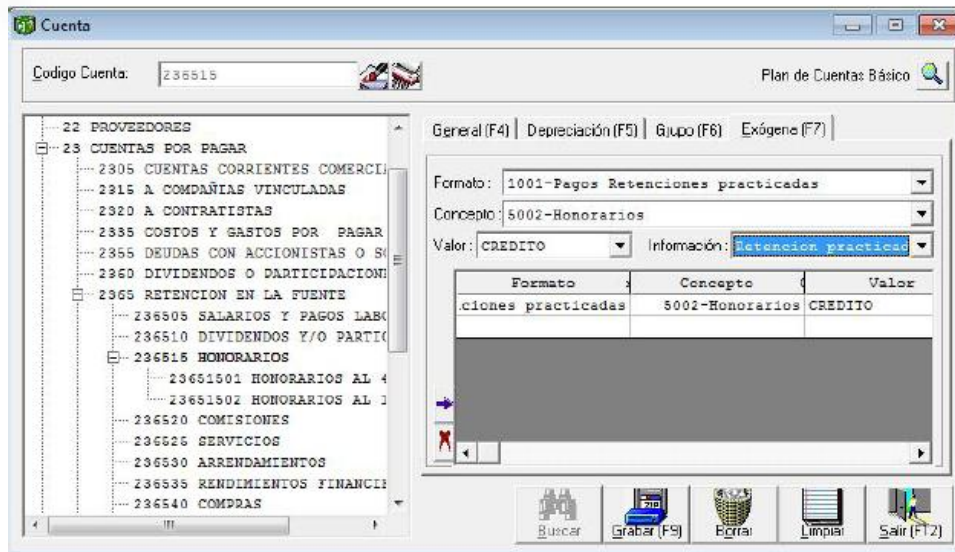 Cuenta
Codigo Cuenta: 236515
Plan de Cuentas Básico
22 PROVEEDORES
23 CUENTAS POR PAGAR
2305 CUENTAS CORRIENTES COMERCI
2315 A COMPAÑIAS VINCULADAS
2320 A CONTRATISTAS
2335 COSTOS Y GASTOS POR PAGAR
2355 DEUDAS CON ACCIONISTAS O
2360 DIVIDENDOS O PARTICIPACION
2365 RETENCION EN LA FUENTE
236505 SALARIOS Y PAGOS LAB
236510 DIVIDENDOS Y/O PARTI
236515 HONORARIOS
23651501 HONORARIOS AL 4
23651502 HONORARIOS AL 1
236520 COMISIONES
236525 SERVICIOS
236530 ARRENDAMIENTOS
236535 RENDIMIENTOS FINANCIE
236540 COMPRAS
General (F4) Depreciación (F5) Grupo (F6) Exógena (F7)
Formato: 1001-Pagos Retenciones practicadas
Concepto: 5002-Honorarios
Valor: CREDITO Información: Retencion practicad
Formato Concepto Valor
ciones practicadas 5002-Honorarios CREDITO
Buscar Grabar (F9) Borrar Limpiar Salir (F12)